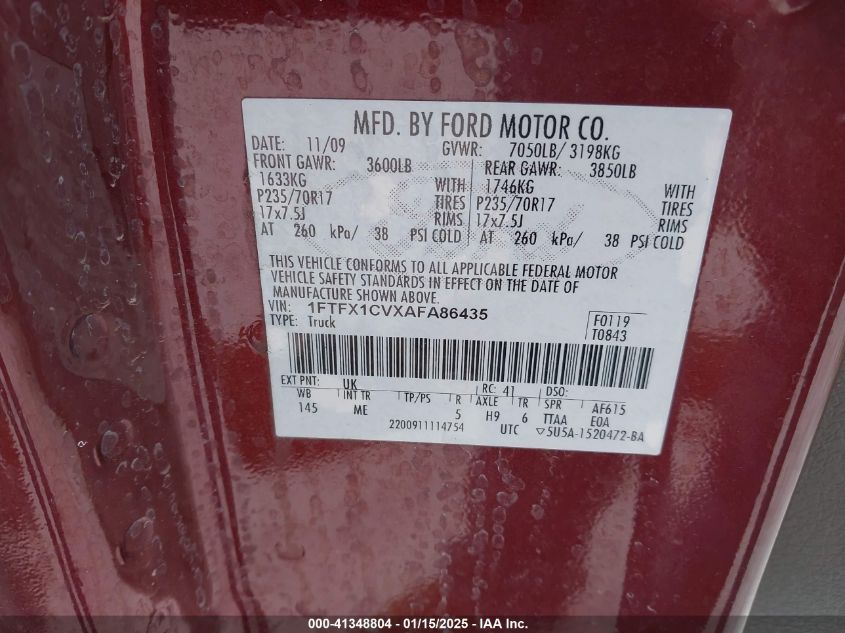 MFD. BY FORD MOTOR CO.
DATE: 11/09 GVWR: 7050LB/ 3198KG
FRONT GAWR: 3600LB REAR GAWR: 3850LB
1633KG WITH 1746KG WITH
P235/70R17 TIRES P235/70R17 TIRES
17x7.5J RIMS 17x7.5J RIMS
AT 260 kPa/ 38 PSI COLD AT 260 kPa/ 38 PSI COLD
THIS VEHICLE CONFORMS TO ALL APPLICABLE FEDERAL MOTOR
VEHICLE SAFETY STANDARDS IN EFFECT ON THE DATE OF
MANUFACTURE SHOWN ABOVE.
VIN: 1FTFX1CVXAFA86435 F0119
TYPE: Truck T0843
EXT PNT: UK RC: 41 DSO:
WB INT TR TP/PS R AXLE TR SPR AF615
145 ME 5 H9 6 TTAA E0A
2200911114754 UTC ▽5U5A-1520472-BA
000-41348804 - 01/15/2025 - IAA Inc.